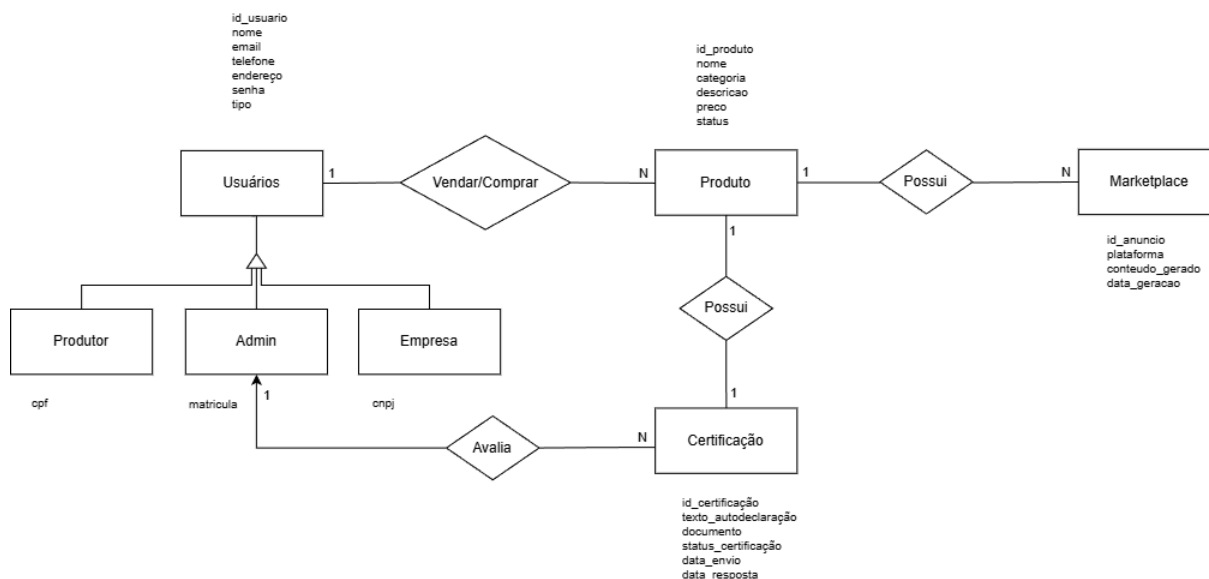 id_usuario
nome
email
telefone
endereço
senha
tipo
id_produto
nome
categoria
descricao
preco
status
Usuários
1
Vendar/Comprar
N
Produto
1
Possui
N
Marketplace
id_anuncio
plataforma
conteudo_gerado
data_geracao
1
Possui
1
Produtor
Admin
Empresa
cpf
matricula
1
cnpj
Avalia
N
Certificação
id_certificação
texto_autodeclaração
documento
status_certificação
data_envio
data_resposta